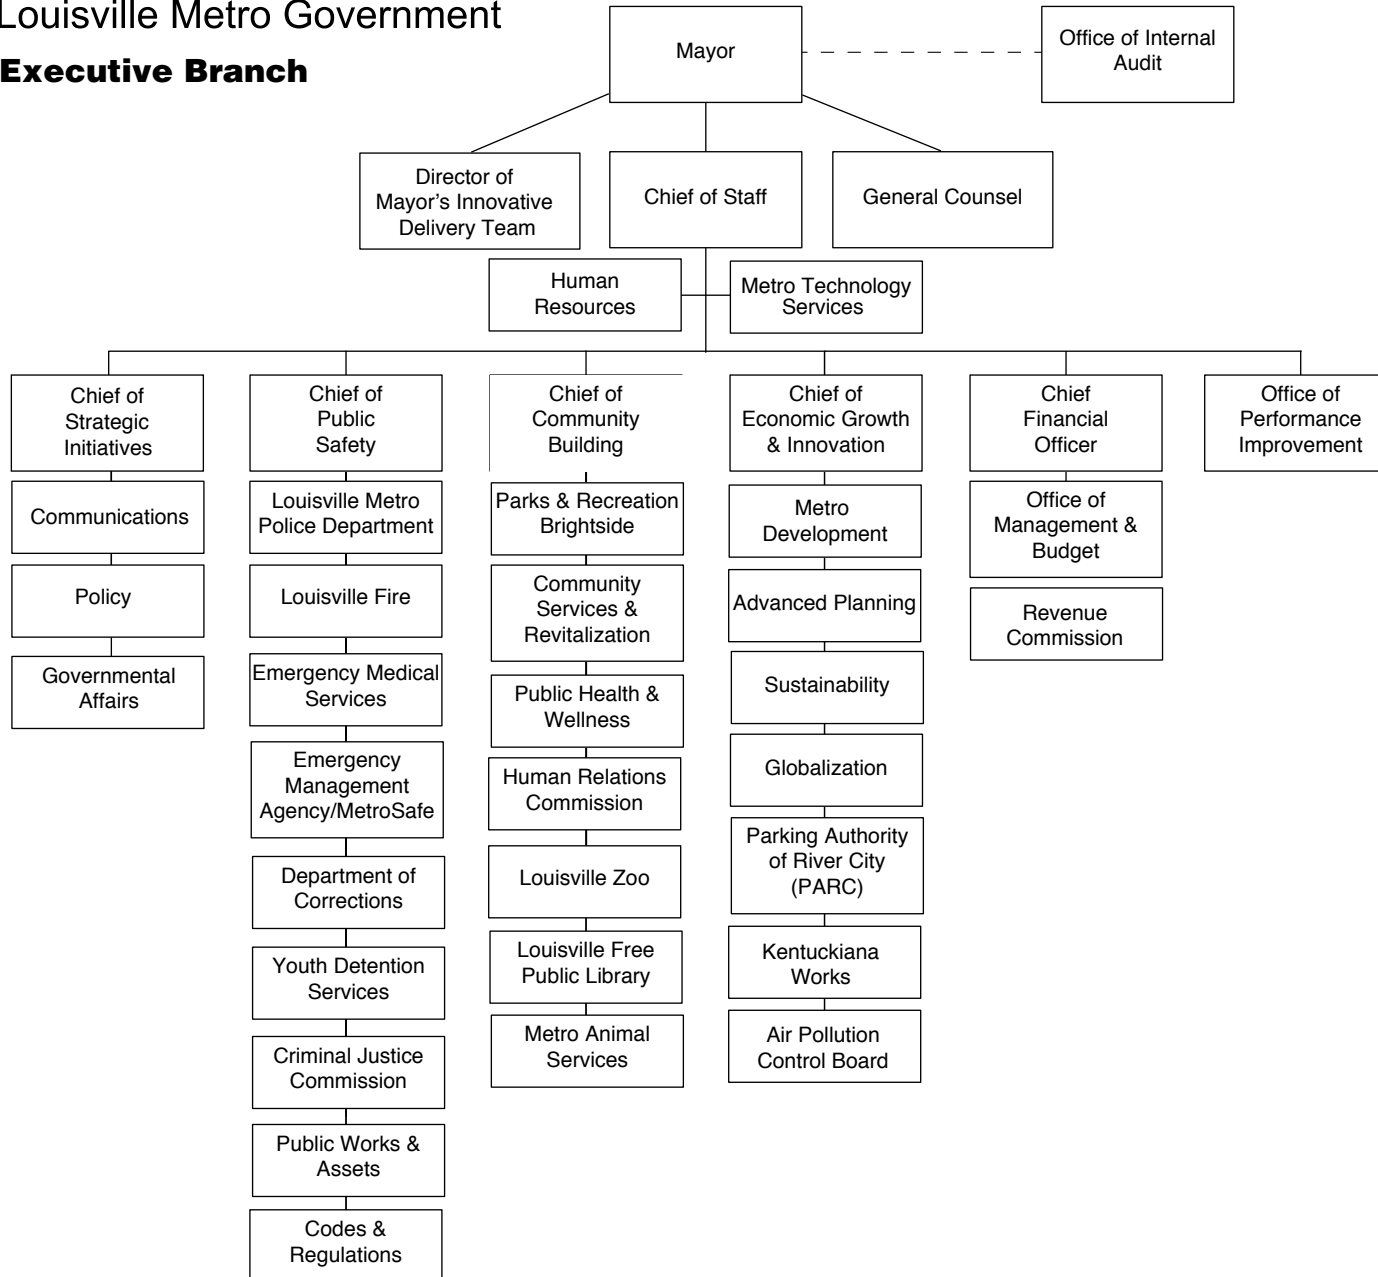 Louisville Metro Government
Executive Branch
Mayor
Office of Internal
Audit
Director of
Mayor’s Innovative
Delivery Team
Chief of Staff
General Counsel
Human
Resources
Metro Technology
Services
Chief of
Strategic
Initiatives
Chief of
Public
Safety
Chief of
Community
Building
Chief of
Economic Growth
& Innovation
Chief
Financial
Officer
Office of
Performance
Improvement
Communications
Policy
Governmental
Affairs
Louisville Metro
Police Department
Louisville Fire
Emergency Medical
Services
Emergency
Management
Agency/MetroSafe
Department of
Corrections
Youth Detention
Services
Criminal Justice
Commission
Public Works &
Assets
Codes &
Regulations
Parks & Recreation
Brightside
Community
Services &
Revitalization
Public Health &
Wellness
Human Relations
Commission
Louisville Zoo
Louisville Free
Public Library
Metro Animal
Services
Metro
Development
Advanced Planning
Sustainability
Globalization
Parking Authority
of River City
(PARC)
Kentuckiana
Works
Air Pollution
Control Board
Office of
Management &
Budget
Revenue
Commission